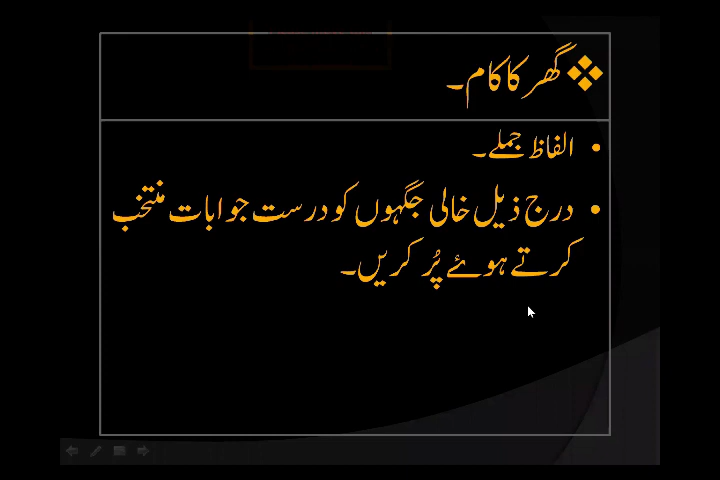 گھر کا کام۔
الفاظ جملے۔
درج ذیل خالی جگہوں کو درست جوابات منتخب
کرتے ہوئے پُر کریں۔